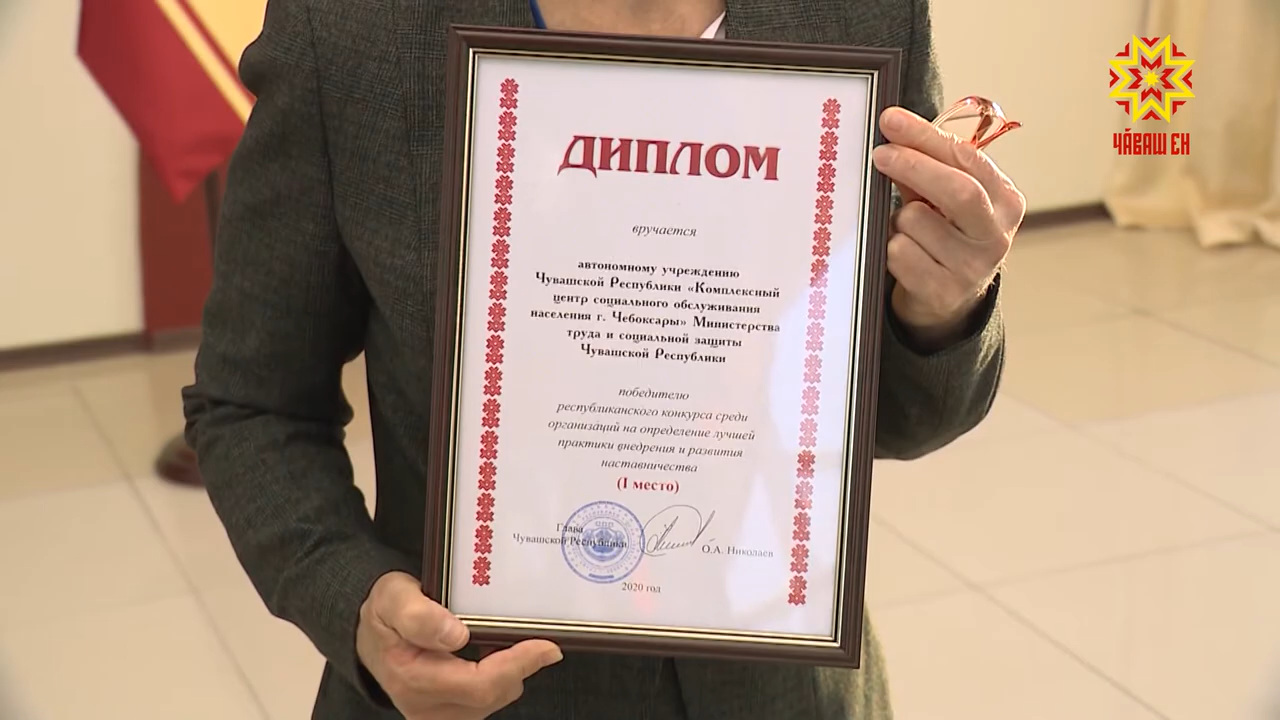 ДИПЛОМ
вручается
автономному учреждению
Чувашской Республики «Комплексный
центр социального обслуживания
населения г. Чебоксары» Министерства
труда и социальной защиты
Чувашской Республики
победителю
республиканского конкурса среди
организаций на определение лучшей
практики внедрения и развития
наставничества
(I место)
Глава
Чувашской Республики
О.А. Николаев
2020 год
ЧӐВАШ ЕН